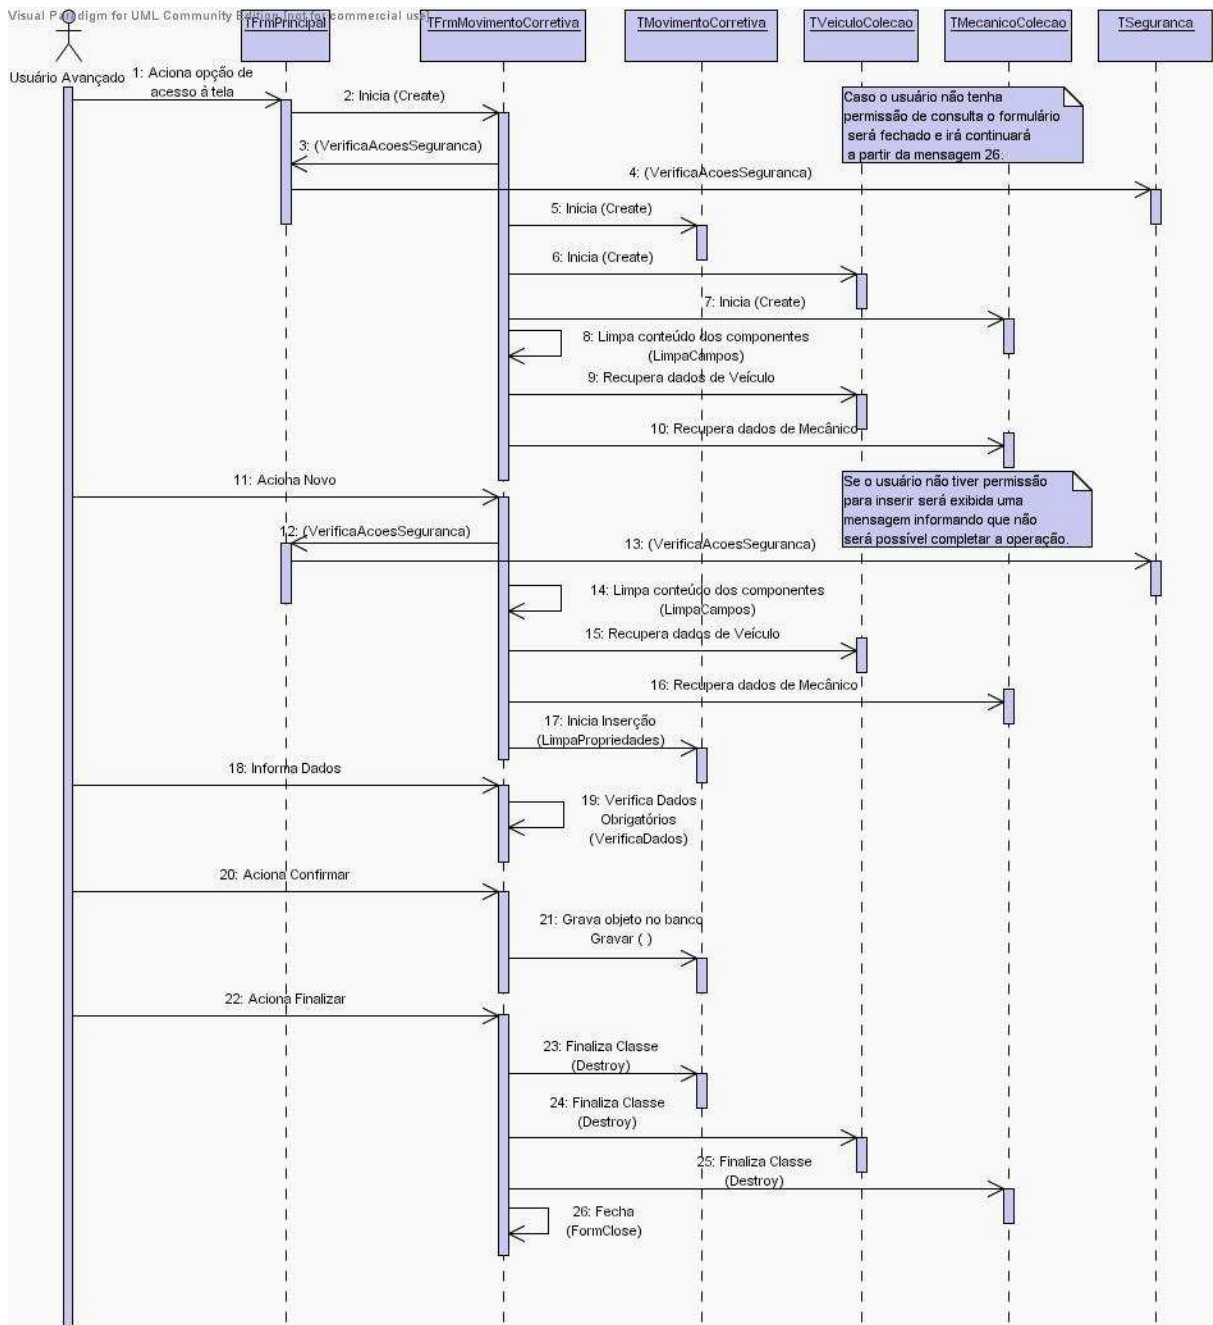 Visual Paradigm for UML Community Edition [not for commercial use]
TFrmPrincipal
TFrmMovimentoCorretiva
TMovimentoCorretiva
TVeiculoColecao
TMecanicoColecao
TSeguranca
Usuário Avançado
1: Aciona opção de
acesso à tela
2: Inicia (Create)
Caso o usuário não tenha
permissão de consulta o formulário
será fechado e irá continuará
a partir da mensagem 26.
3: (VerificaAcoesSeguranca)
4: (VerificaAcoesSeguranca)
5: Inicia (Create)
6: Inicia (Create)
7: Inicia (Create)
8: Limpa conteúdo dos componentes
(LimpaCampos)
9: Recupera dados de Veículo
10: Recupera dados de Mecânico
11: Aciona Novo
Se o usuário não tiver permissão
para inserir será exibida uma
mensagem informando que não
será possível completar a operação.
12: (VerificaAcoesSeguranca)
13: (VerificaAcoesSeguranca)
14: Limpa conteúdo dos componentes
(LimpaCampos)
15: Recupera dados de Veículo
16: Recupera dados de Mecânico
17: Inicia Inserção
(LimpaPropriedades)
18: Informa Dados
19: Verifica Dados
Obrigatórios
(VerificaDados)
20: Aciona Confirmar
21: Grava objeto no banco
Gravar ( )
22: Aciona Finalizar
23: Finaliza Classe
(Destroy)
24: Finaliza Classe
(Destroy)
25: Finaliza Classe
(Destroy)
26: Fecha
(FormClose)